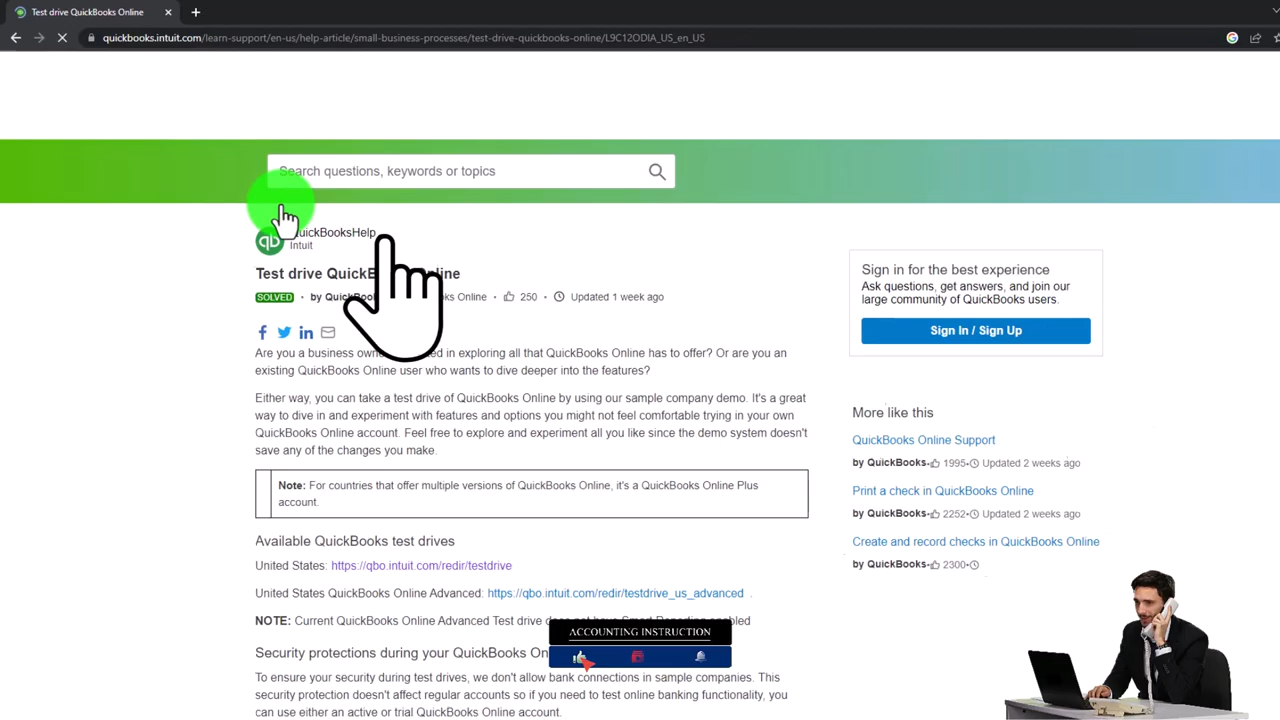 Test drive QuickBooks Online
quickbooks.intuit.com/learn-support/en-us/help-article/small-business-processes/test-drive-quickbooks-online/L9C12ODIA_US_en_US
Search questions, keywords or topics
QuickBooksHelp
Intuit
Test drive QuickBooks Online
SOLVED • by QuickBooks Online • 250 • Updated 1 week ago
Are you a business owner in exploring all that QuickBooks Online has to offer? Or are you an
existing QuickBooks Online user who wants to dive deeper into the features?
Either way, you can take a test drive of QuickBooks Online by using our sample company demo. It's a great
way to dive in and experiment with features and options you might not feel comfortable trying in your own
QuickBooks Online account. Feel free to explore and experiment all you like since the demo system doesn't
save any of the changes you make.
Note: For countries that offer multiple versions of QuickBooks Online, it's a QuickBooks Online Plus
account.
Available QuickBooks test drives
United States: https://qbo.intuit.com/redir/testdrive
United States QuickBooks Online Advanced: https://qbo.intuit.com/redir/testdrive_us_advanced .
NOTE: Current QuickBooks Online Advanced Test drive does not have Smart Reporting enabled
Security protections during your QuickBooks
To ensure your security during test drives, we don't allow bank connections in sample companies. This
security protection doesn't affect regular accounts so if you need to test online banking functionality, you
can use either an active or trial QuickBooks Online account.
Sign in for the best experience
Ask questions, get answers, and join our
large community of QuickBooks users.
Sign In / Sign Up
More like this
QuickBooks Online Support
by QuickBooks• 1995• Updated 2 weeks ago
Print a check in QuickBooks Online
by QuickBooks• 2252• Updated 2 weeks ago
Create and record checks in QuickBooks Online
by QuickBooks• 2300•
ACCOUNTING INSTRUCTION